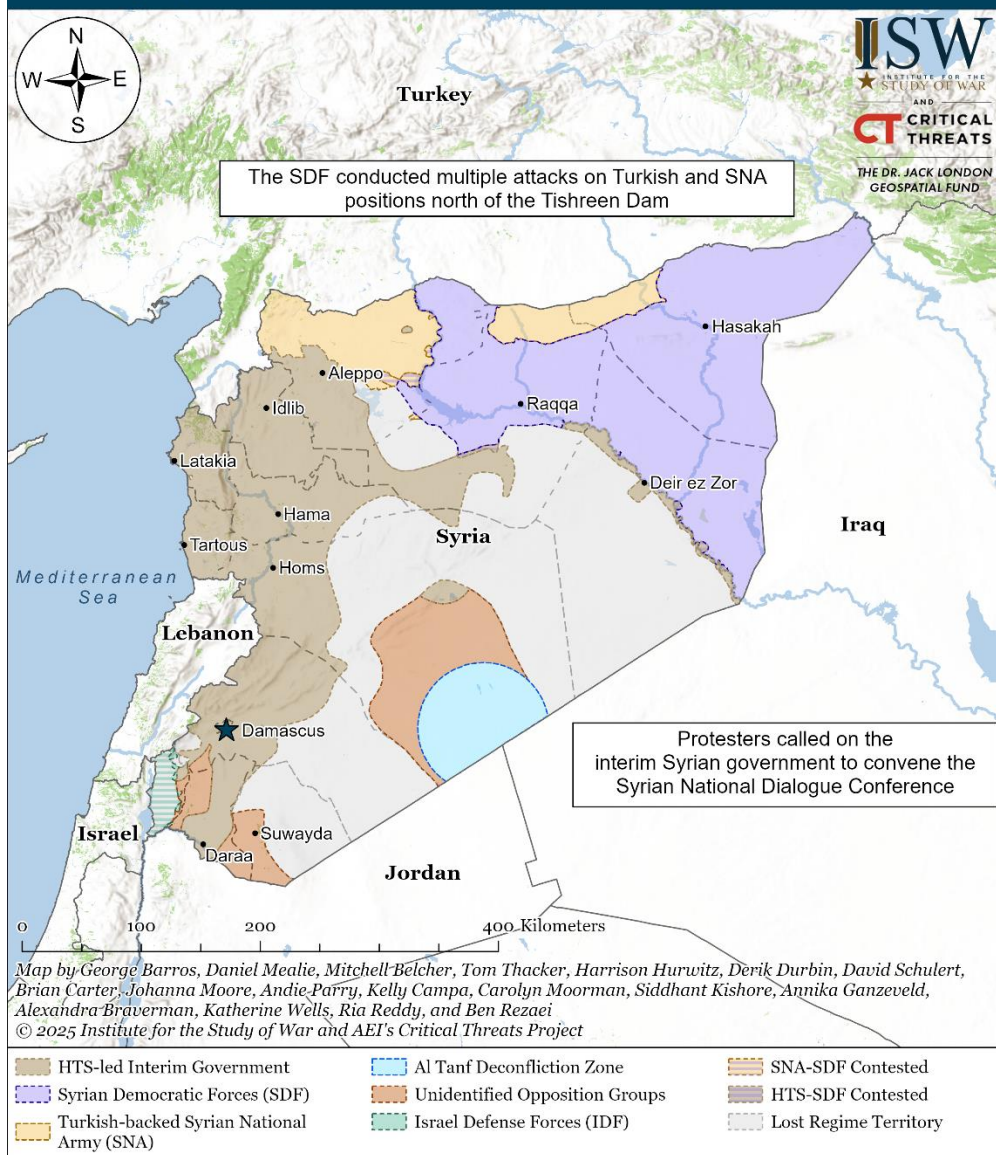 N
W E
S
ISW
INSTITUTE FOR THE
STUDY OF WAR
AND
CT CRITICAL
THREATS
THE DR. JACK LONDON
GEOSPATIAL FUND
Turkey
The SDF conducted multiple attacks on Turkish and SNA
positions north of the Tishreen Dam
Hasakah
Aleppo
Raqqa
Idlib
Latakia
Deir ez Zor
Hama
Syria
Iraq
Tartous
Homs
Mediterranean
Sea
Lebanon
Damascus
Protesters called on the
interim Syrian government to convene the
Syrian National Dialogue Conference
Israel
Suwayda
Daraa
Jordan
0 100 200 400 Kilometers
Map by George Barros, Daniel Mealie, Mitchell Belcher, Tom Thacker, Harrison Hurwitz, Derik Durbin, David Schulert,
Brian Carter, Johanna Moore, Andie Parry, Kelly Campa, Carolyn Moorman, Siddhant Kishore, Annika Ganzeveld,
Alexandra Braverman, Katherine Wells, Ria Reddy, and Ben Rezaei
© 2025 Institute for the Study of War and AEI's Critical Threats Project
HTS-led Interim Government
Syrian Democratic Forces (SDF)
Turkish-backed Syrian National
Army (SNA)
Al Tanf Deconfliction Zone
Unidentified Opposition Groups
Israel Defense Forces (IDF)
SNA-SDF Contested
HTS-SDF Contested
Lost Regime Territory